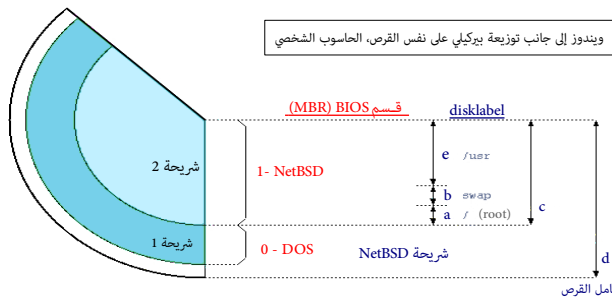 ويندوز إلى جانب توزيعة بيركيلي على نفس القرص، الحاسوب الشخصي
قسم BIOS (MBR)
disklabel
شريحة 2
1- NetBSD
e /usr
b swap
a / (root)
c
شريحة 1
0 - DOS
شريحة NetBSD
d
كامل القرص